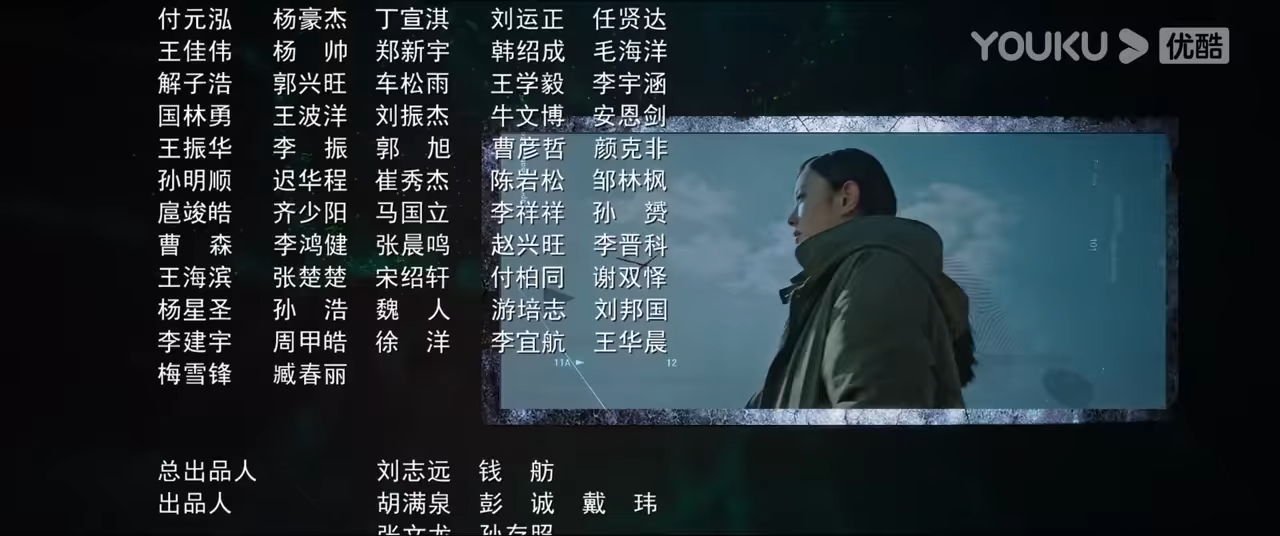 付元泓 杨豪杰 丁宣淇 刘运正 任贤达
YOUKU 优酷
王佳伟 杨 帅 郑新宇 韩绍成 毛海洋
解子浩 郭兴旺 车松雨 王学毅 李宇涵
国林勇 王波洋 刘振杰 牛文博 安恩剑
王振华 李 振 郭 旭 曹彦哲 颜克非
孙明顺 迟华程 崔秀杰 陈岩松 邹林枫
扈竣皓 齐少阳 马国立 李祥祥 孙 赟
曹 森 李鸿健 张晨鸣 赵兴旺 李晋科
王海滨 张楚楚 宋绍轩 付柏同 谢双怿
杨星圣 孙 浩 魏 人 游培志 刘邦国
李建宇 周甲皓 徐 洋 李宜航 王华晨
11A 12
梅雪锋 臧春丽
总出品人 刘志远 钱 舫
出品人 胡满泉 彭 诚 戴 玮